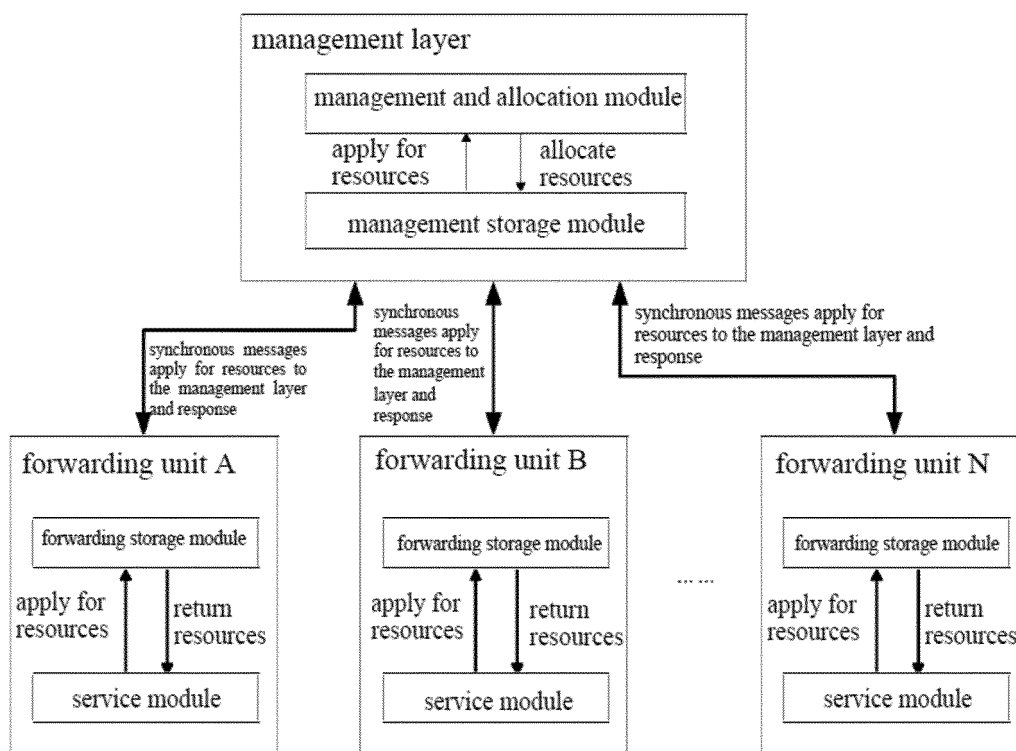 management layer
management and allocation module
apply for
resources
allocate
resources
management storage module
synchronous messages
apply for resources to
the management layer
and response
synchronous
messages apply
for resources to
the management
layer and
response
synchronous messages apply for
resources to the management layer and
response
forwarding unit A
forwarding storage module
apply for
resources
return
resources
service module
forwarding unit B
forwarding storage module
apply for
resources
return
resources
service module
... ...
forwarding unit N
forwarding storage module
apply for
resources
return
resources
service module